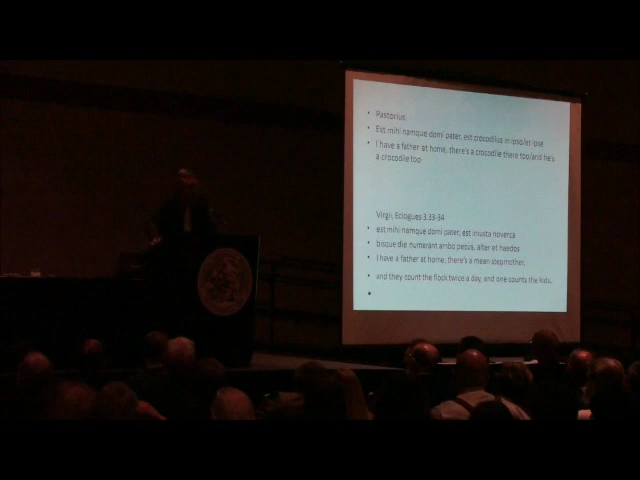 • Pastorius
• Est mihi namque domi pater, est crocodilus in ipso/et ipse
• I have a father at home, there's a crocodile there too/and he's
a crocodile too
Virgil, Eclogues 3.33-34
• est mihi namque domi pater, est iniusta noverca
• bisque die numerant ambo pecus, alter et haedos
• I have a father at home, there's a mean stepmother,
• and they count the flock twice a day, and one counts the kids.
•